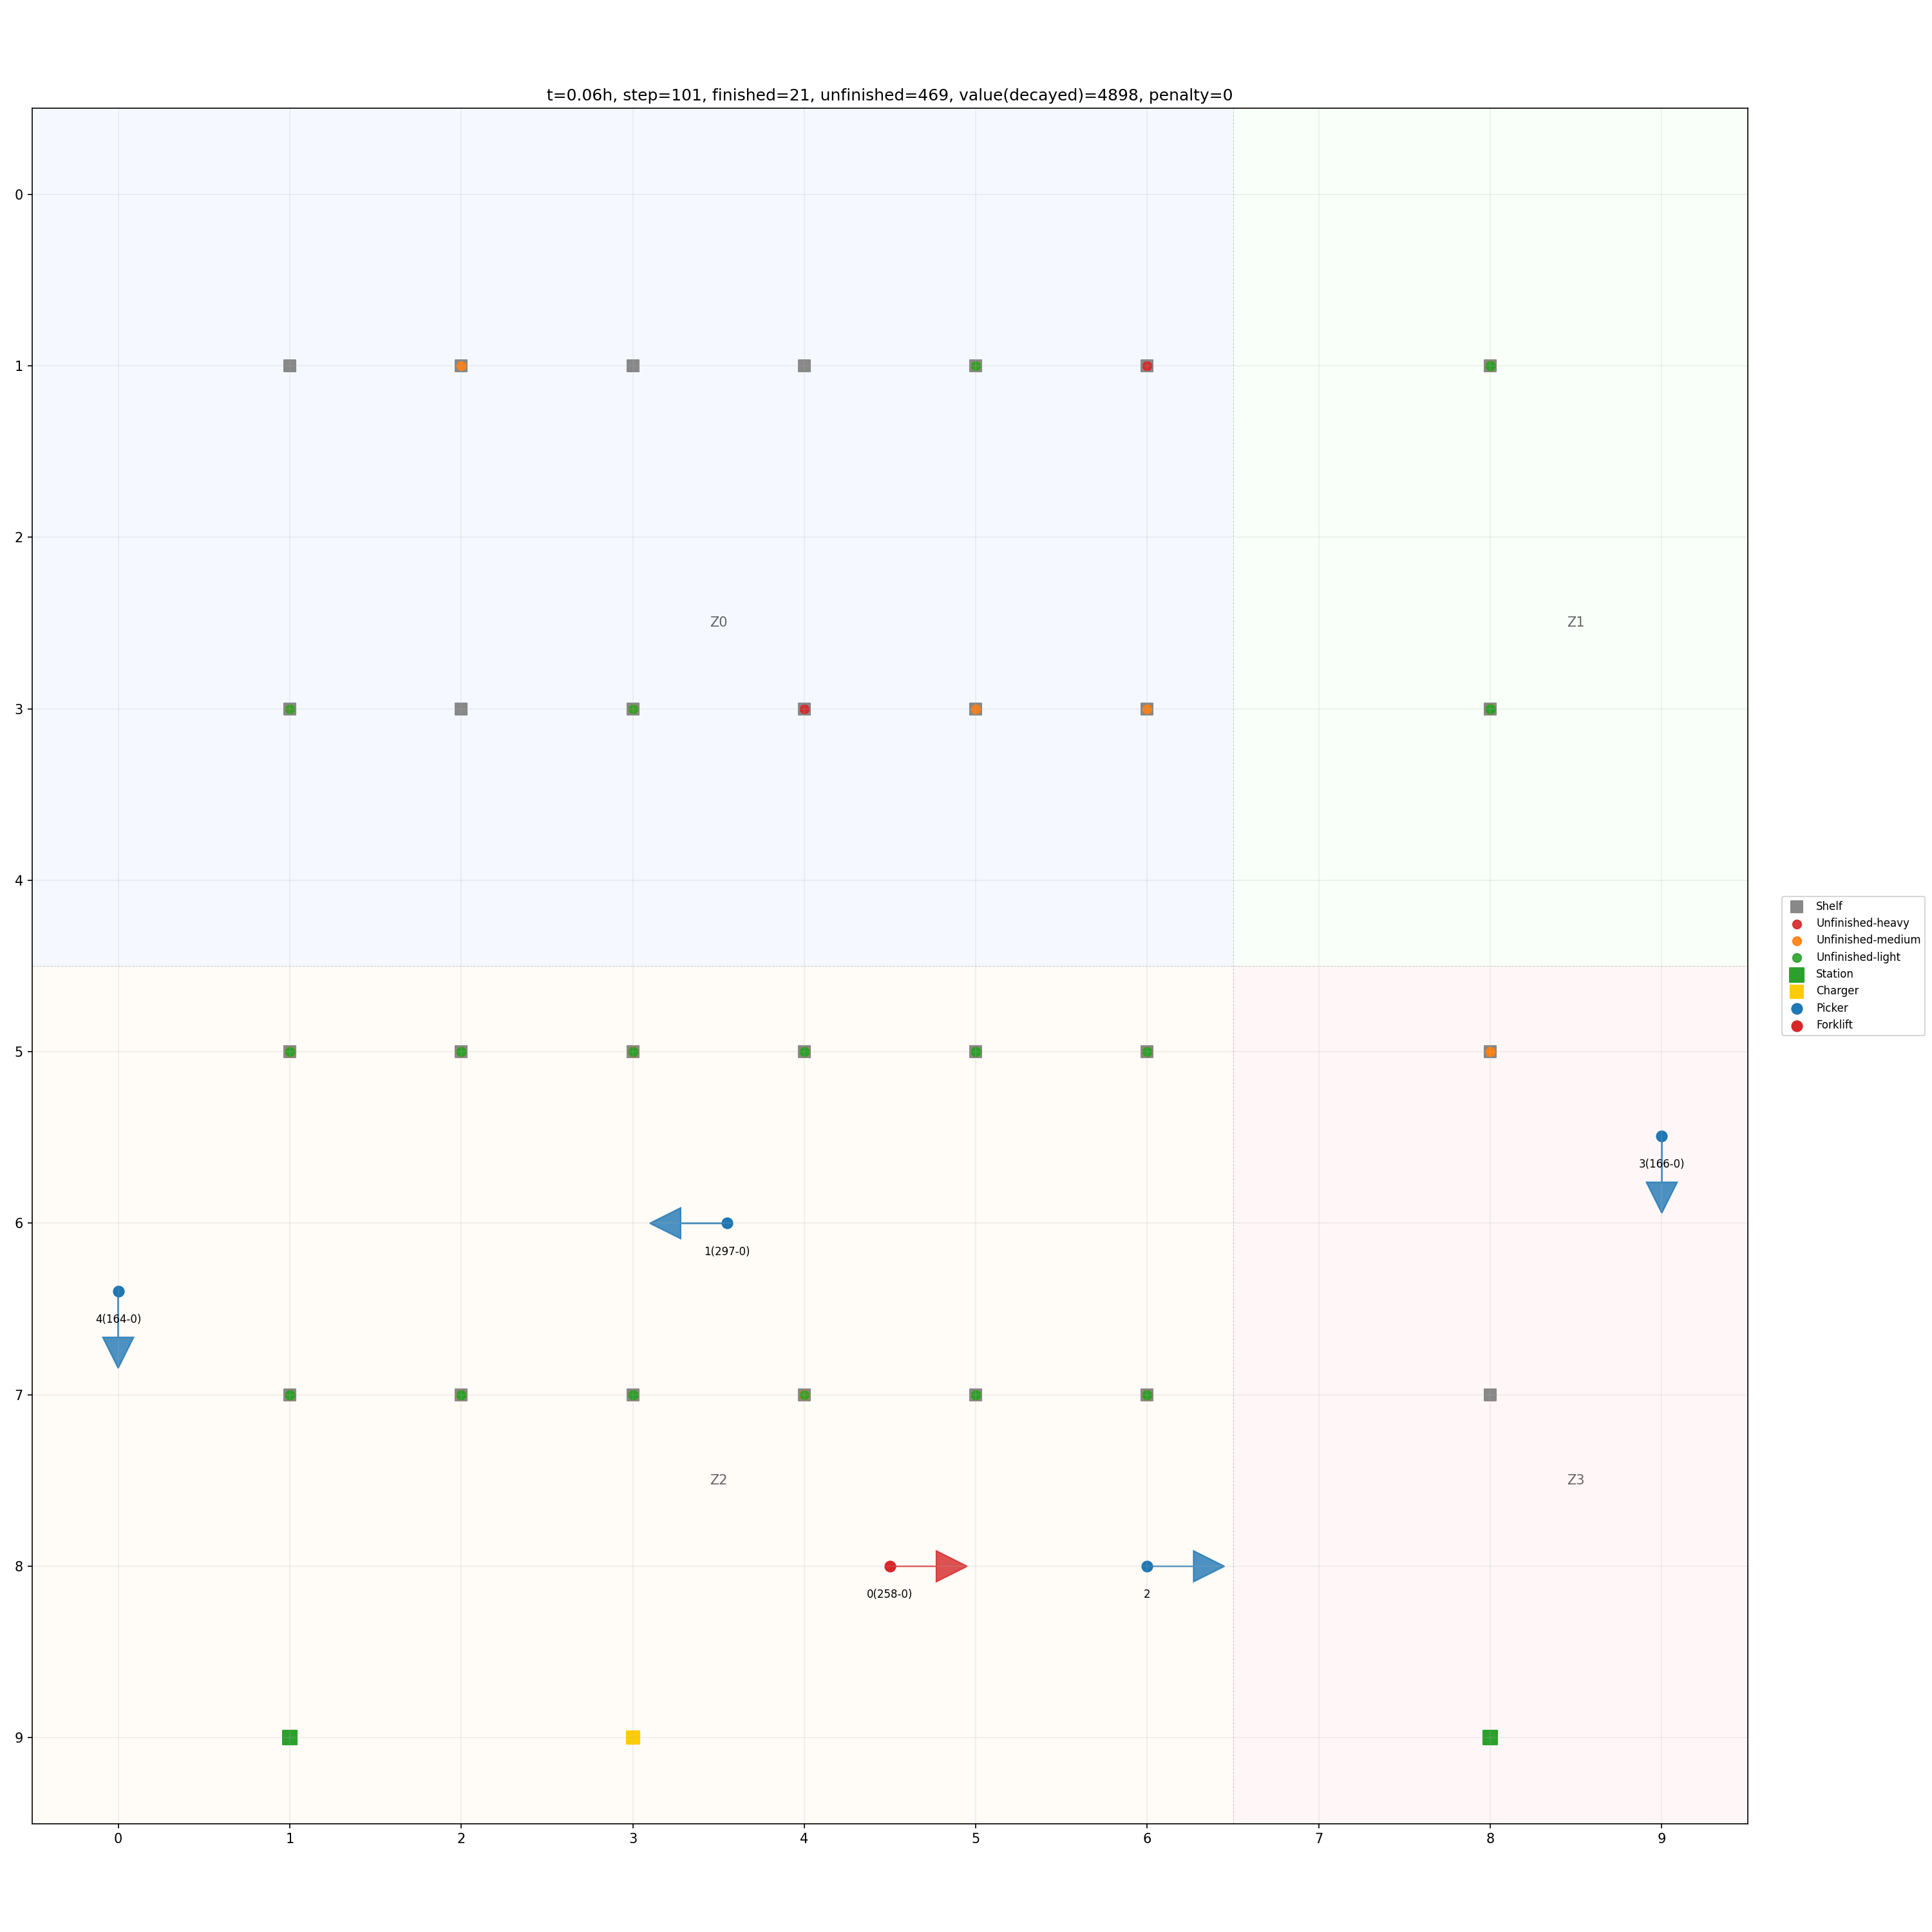 t=0.06h, step=101, finished=21, unfinished=469, value(decayed)=4898, penalty=0
0
1
2
Z0
Z1
3
4
Shelf
Unfinished-heavy
Unfinished-medium
Unfinished-light
Station
Charger
Picker
Forklift
5
3(166-0)
6
1(297-0)
4(164-0)
7
Z2
Z3
8
0(258-0)
2
9
0 1 2 3 4 5 6 7 8 9